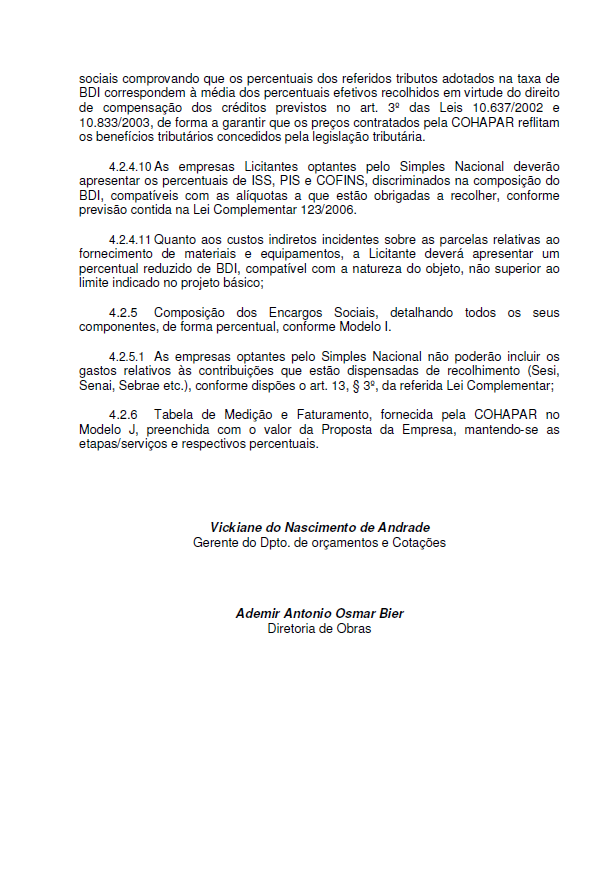 sociais comprovando que os percentuais dos referidos tributos adotados na taxa de
BDI correspondem à média dos percentuais efetivos recolhidos em virtude do direito
de compensação dos créditos previstos no art. 3º das Leis 10.637/2002 e
10.833/2003, de forma a garantir que os preços contratados pela COHAPAR reflitam
os benefícios tributários concedidos pela legislação tributária.
4.2.4.10 As empresas Licitantes optantes pelo Simples Nacional deverão
apresentar os percentuais de ISS, PIS e COFINS, discriminados na composição do
BDI, compatíveis com as alíquotas a que estão obrigadas a recolher, conforme
previsão contida na Lei Complementar 123/2006.
4.2.4.11 Quanto aos custos indiretos incidentes sobre as parcelas relativas ao
fornecimento de materiais e equipamentos, a Licitante deverá apresentar um
percentual reduzido de BDI, compatível com a natureza do objeto, não superior ao
limite indicado no projeto básico;
4.2.5 Composição dos Encargos Sociais, detalhando todos os seus
componentes, de forma percentual, conforme Modelo I.
4.2.5.1 As empresas optantes pelo Simples Nacional não poderão incluir os
gastos relativos às contribuições que estão dispensadas de recolhimento (Sesi,
Senai, Sebrae etc.), conforme dispões o art. 13, § 3º, da referida Lei Complementar;
4.2.6 Tabela de Medição e Faturamento, fornecida pela COHAPAR no
Modelo J, preenchida com o valor da Proposta da Empresa, mantendo-se as
etapas/serviços e respectivos percentuais.
Vickiane do Nascimento de Andrade
Gerente do Dpto. de orçamentos e Cotações
Ademir Antonio Osmar Bier
Diretoria de Obras